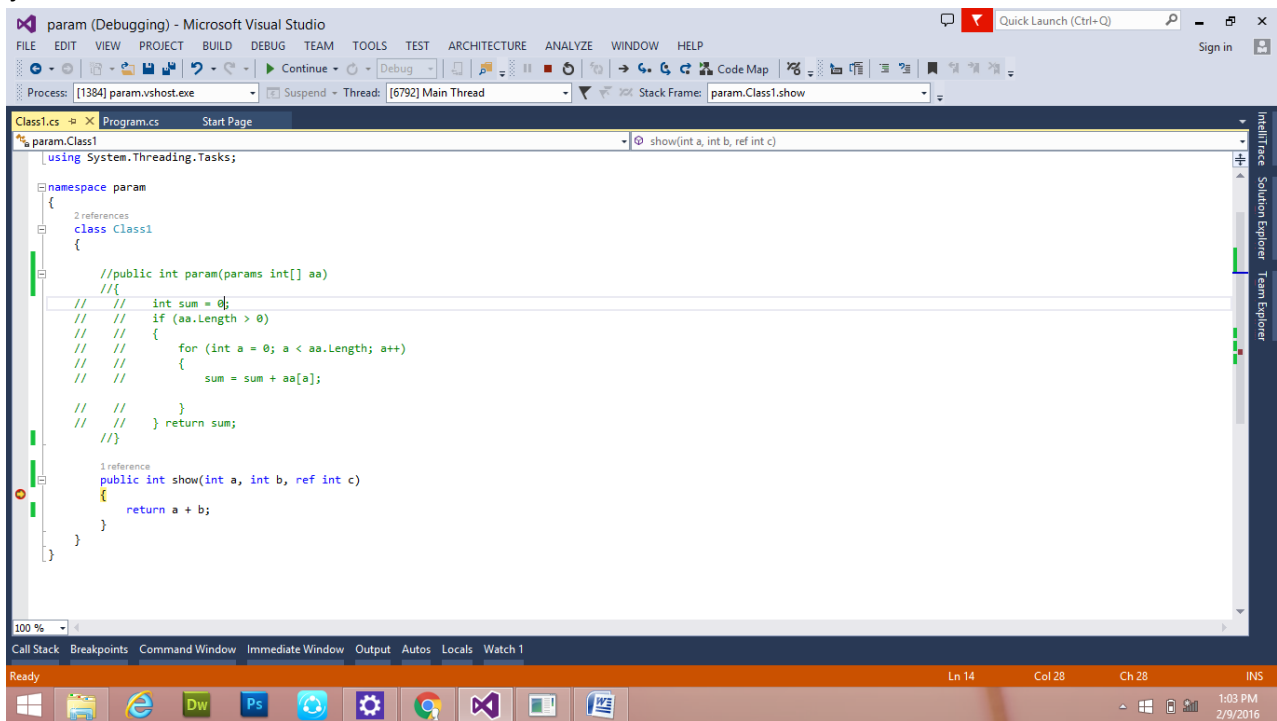 param (Debugging) - Microsoft Visual Studio
Quick Launch (Ctrl+Q)
FILE EDIT VIEW PROJECT BUILD DEBUG TEAM TOOLS TEST ARCHITECTURE ANALYZE WINDOW HELP
Sign in
Continue Debug Code Map
Process: [1384] param.vshost.exe Suspend Thread: [6792] Main Thread Stack Frame: param.Class1.show
Class1.cs Program.cs Start Page
param.Class1 show(int a, int b, ref int c)
using System.Threading.Tasks;
namespace param
{
2 references
class Class1
{
//public int param(params int[] aa)
//{
// // int sum = 0;
// // if (aa.Length > 0)
// // {
// // for (int a = 0; a < aa.Length; a++)
// // {
// // sum = sum + aa[a];
// // }
// // } return sum;
//}
1 reference
public int show(int a, int b, ref int c)
{
return a + b;
}
}
}
IntelliTrace
Solution Explorer
Team Explorer
100 %
Call Stack Breakpoints Command Window Immediate Window Output Autos Locals Watch 1
Ready Ln 14 Col 28 Ch 28 INS
Dw Ps
1:03 PM
2/9/2016